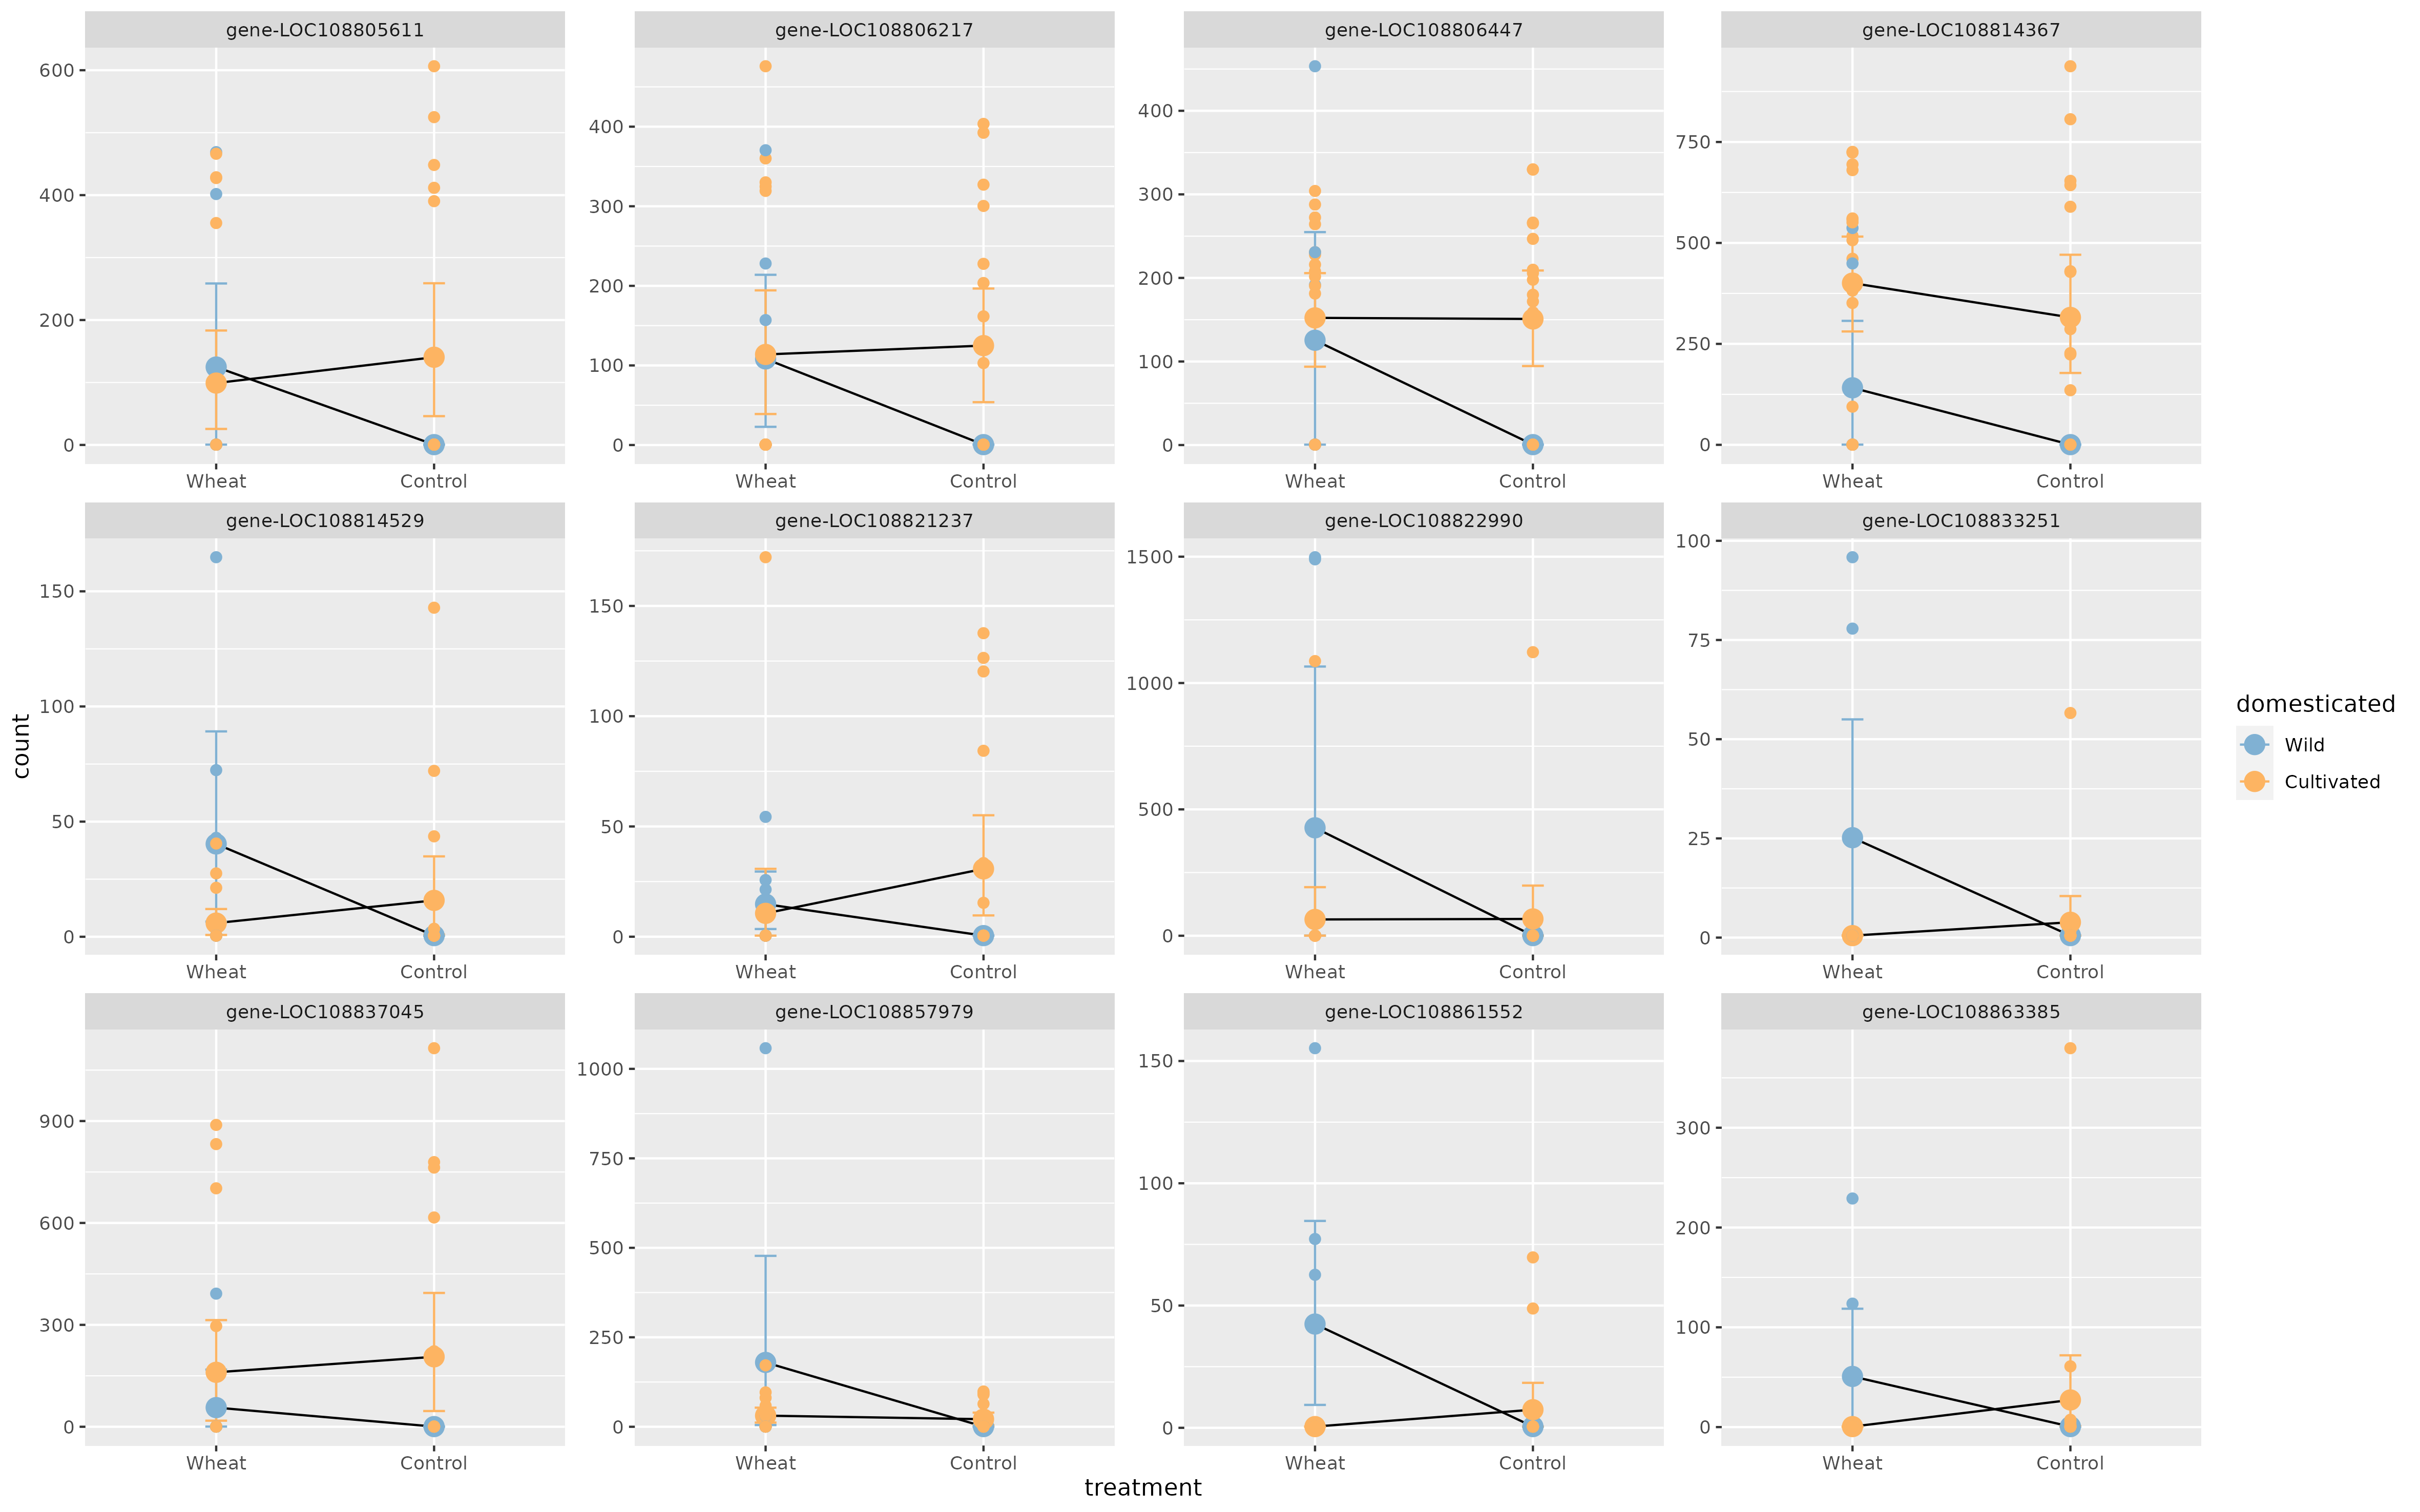 gene-LOC108805611
gene-LOC108806217
gene-LOC108806447
gene-LOC108814367
600
400
200
0
400
300
200
100
0
400
300
200
100
0
750
500
250
0
Wheat
Control
Wheat
Control
Wheat
Control
Wheat
Control
gene-LOC108814529
gene-LOC108821237
gene-LOC108822990
gene-LOC108833251
150
100
50
0
150
100
50
0
1500
1000
500
0
100
75
50
25
0
Wheat
Control
Wheat
Control
Wheat
Control
Wheat
Control
gene-LOC108837045
gene-LOC108857979
gene-LOC108861552
gene-LOC108863385
900
600
300
0
1000
750
500
250
0
150
100
50
0
300
200
100
0
Wheat
Control
Wheat
Control
Wheat
Control
Wheat
Control
count
treatment
domesticated
Wild
Cultivated